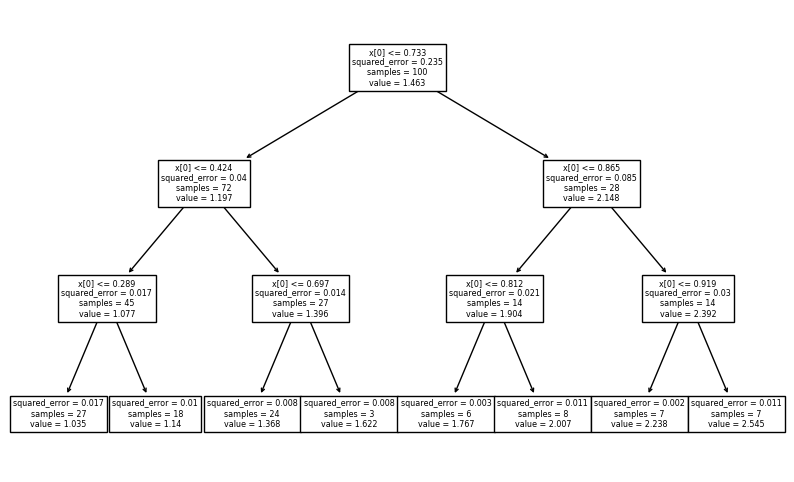 x[0] <= 0.733
squared_error = 0.235
samples = 100
value = 1.463
x[0] <= 0.424
squared_error = 0.04
samples = 72
value = 1.197
x[0] <= 0.865
squared_error = 0.085
samples = 28
value = 2.148
x[0] <= 0.289
squared_error = 0.017
samples = 45
value = 1.077
x[0] <= 0.697
squared_error = 0.014
samples = 27
value = 1.396
x[0] <= 0.812
squared_error = 0.021
samples = 14
value = 1.904
x[0] <= 0.919
squared_error = 0.03
samples = 14
value = 2.392
squared_error = 0.017
samples = 27
value = 1.035
squared_error = 0.01
samples = 18
value = 1.14
squared_error = 0.008
samples = 24
value = 1.368
squared_error = 0.008
samples = 3
value = 1.622
squared_error = 0.003
samples = 6
value = 1.767
squared_error = 0.011
samples = 8
value = 2.007
squared_error = 0.002
samples = 7
value = 2.238
squared_error = 0.011
samples = 7
value = 2.545